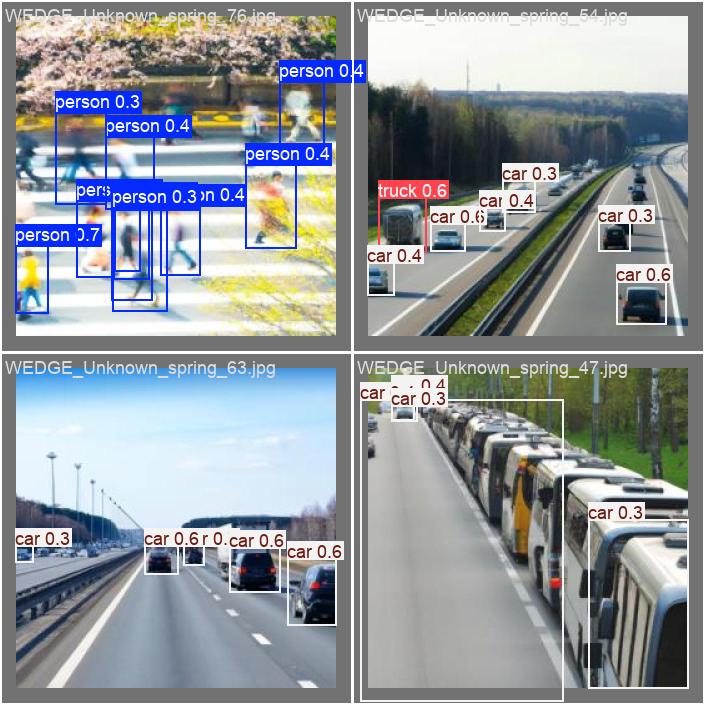 WEDGE_Unknown_spring_76.jpg
person 0.4
person 0.3
person 0.4
person 0.4
person 0.3
person 0.7
WEDGE_Unknown_spring_54.jpg
car 0.3
truck 0.6
car 0.4
car 0.6
car 0.3
car 0.4
car 0.6
WEDGE_Unknown_spring_63.jpg
car 0.3
car 0.6
car 0.6
car 0.6
WEDGE_Unknown_spring_47.jpg
car 0.3
car 0.3